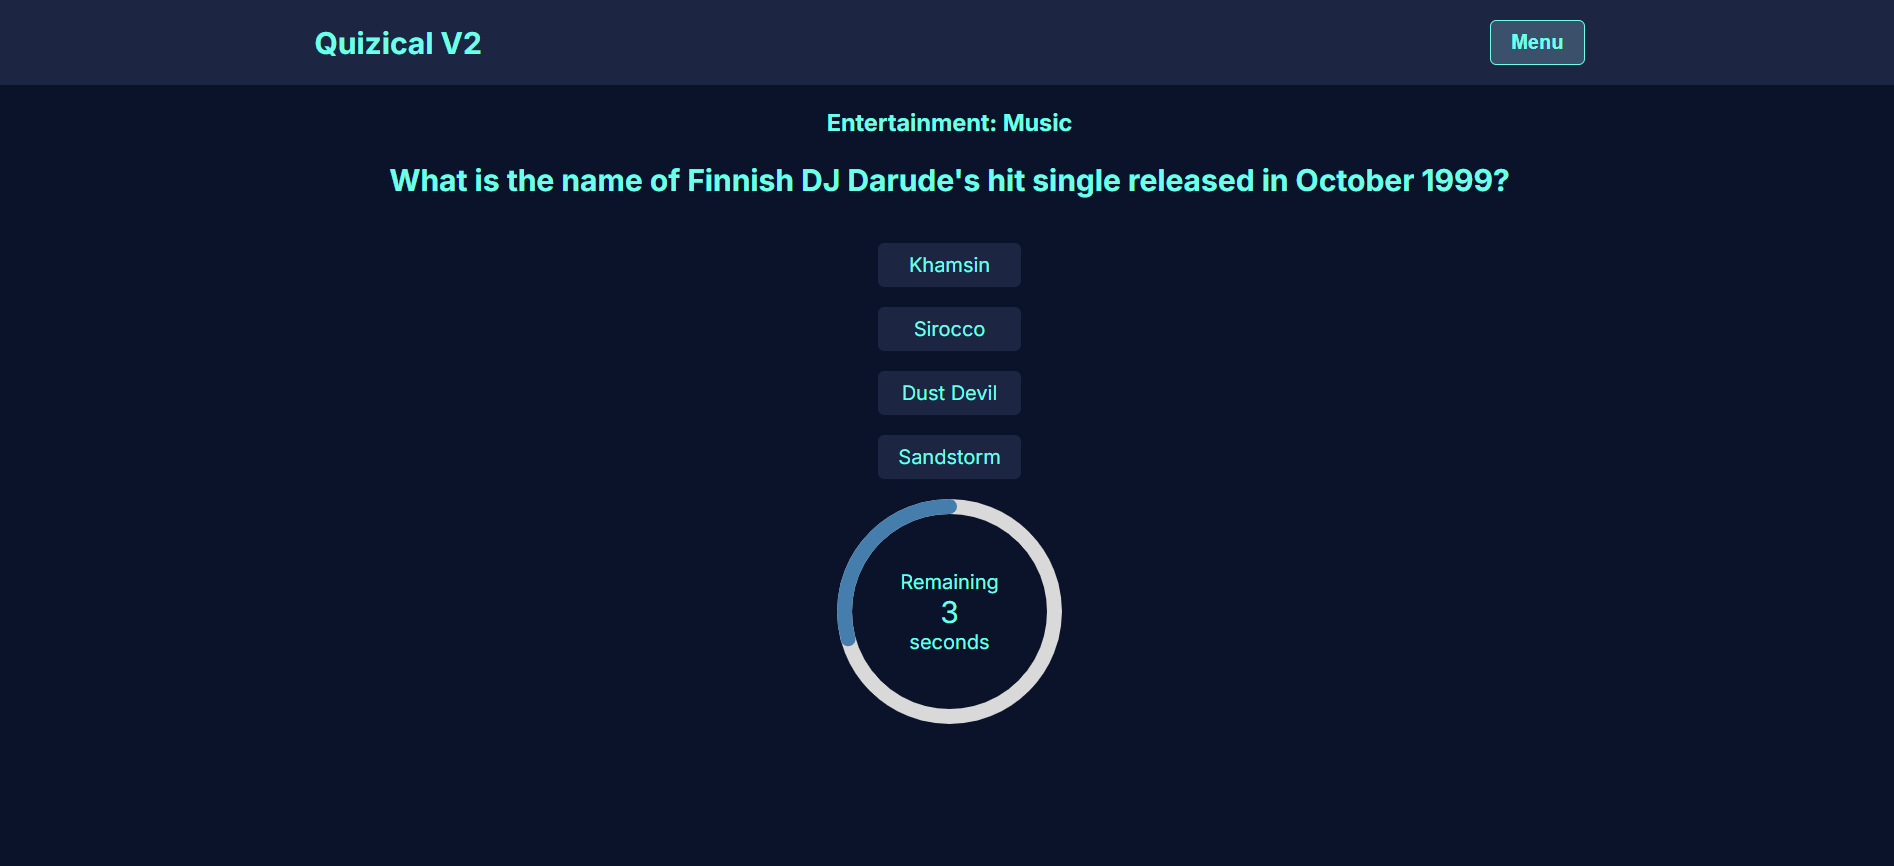 Quizical V2
Menu
Entertainment: Music
What is the name of Finnish DJ Darude's hit single released in October 1999?
Khamsin
Sirocco
Dust Devil
Sandstorm
Remaining
3
seconds